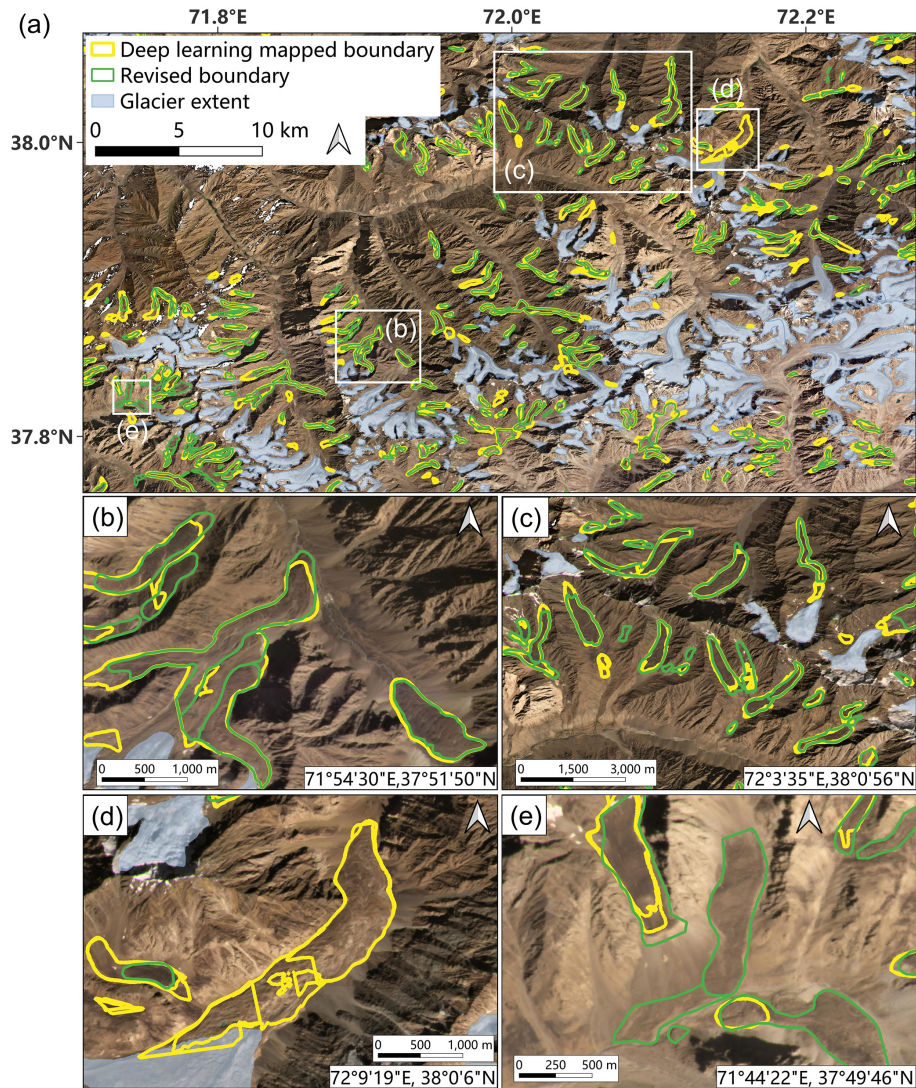 (a)
71.8°E 72.0°E 72.2°E
Deep learning mapped boundary
Revised boundary
Glacier extent
0 5 10 km
38.0°N
37.8°N
(d)
(c)
(b)
(e)
(b)
0 500 1,000 m
71°54'30"E,37°51'50"N
(c)
0 1,500 3,000 m
72°3'35"E,38°0'56"N
(d)
0 500 1,000 m
72°9'19"E, 38°0'6"N
(e)
0 250 500 m
71°44'22"E, 37°49'46"N